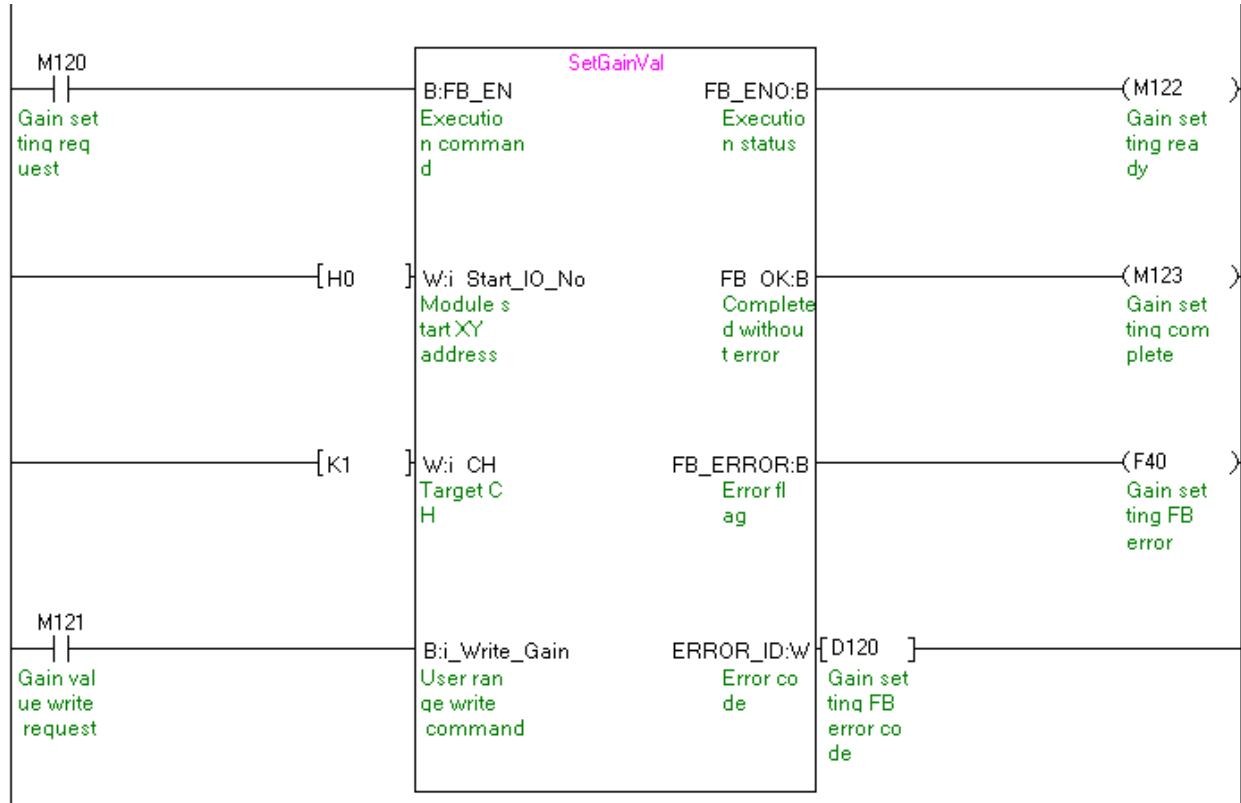 SetGainVal
M120
B:FB_EN
FB_ENO:B
(M122 )
Gain set
ting req
uest
Executio
n comman
d
Executio
n status
Gain set
ting rea
dy
[H0 ]
W:i_Start_IO_No
FB_OK:B
(M123 )
Module s
tart XY
address
Complete
d withou
t error
Gain set
ting com
plete
[K1 ]
W:i_CH
FB_ERROR:B
(F40 )
Target C
H
Error fl
ag
Gain set
ting FB
error
M121
B:i_Write_Gain
ERROR_ID:W
[D120 ]
Gain val
ue write
request
User ran
ge write
command
Error co
de
Gain set
ting FB
error co
de